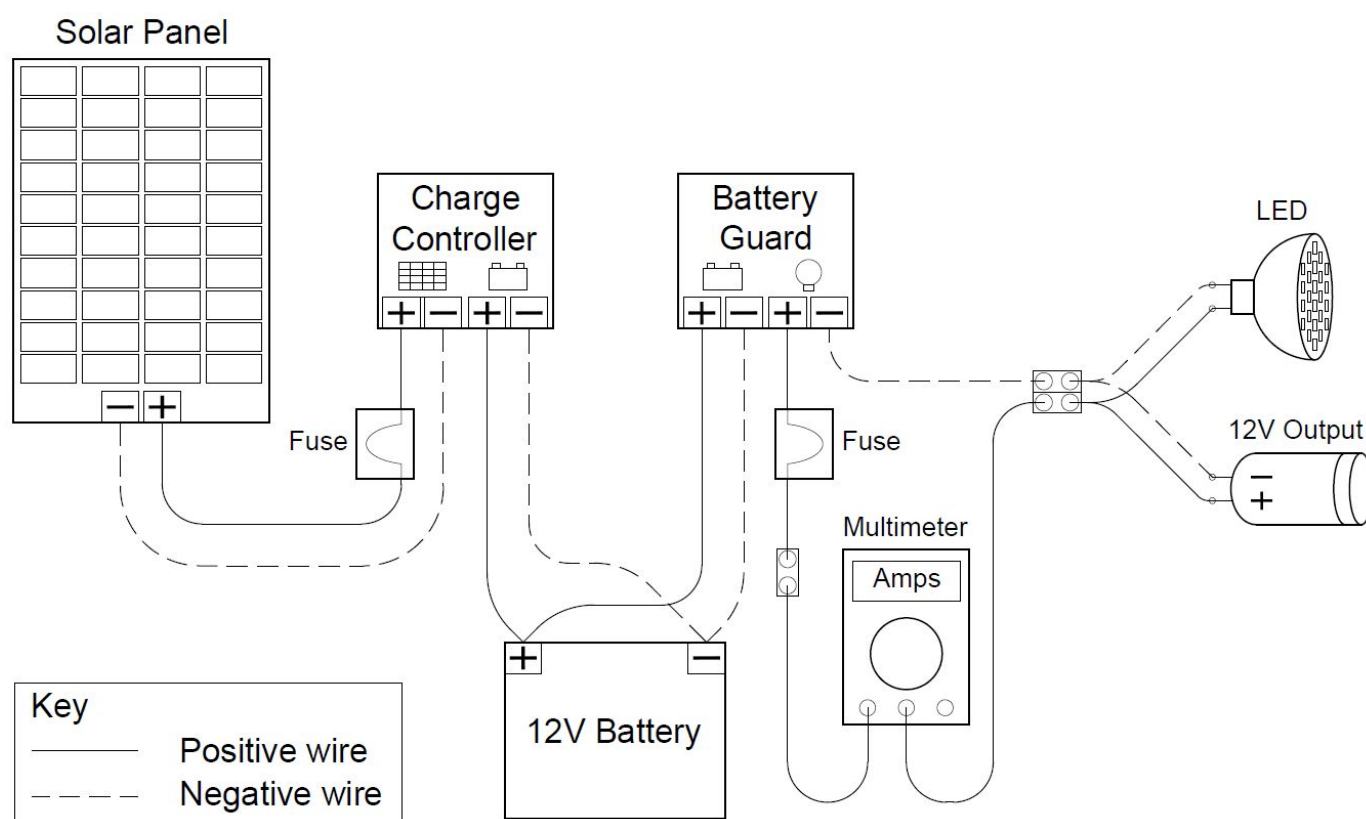 Solar Panel
− +
Charge
Controller
+ − + −
Battery
Guard
+ − + −
LED
Fuse
Fuse
12V Output
−
+
Multimeter
Amps
+ −
12V Battery
Key
Positive wire
Negative wire